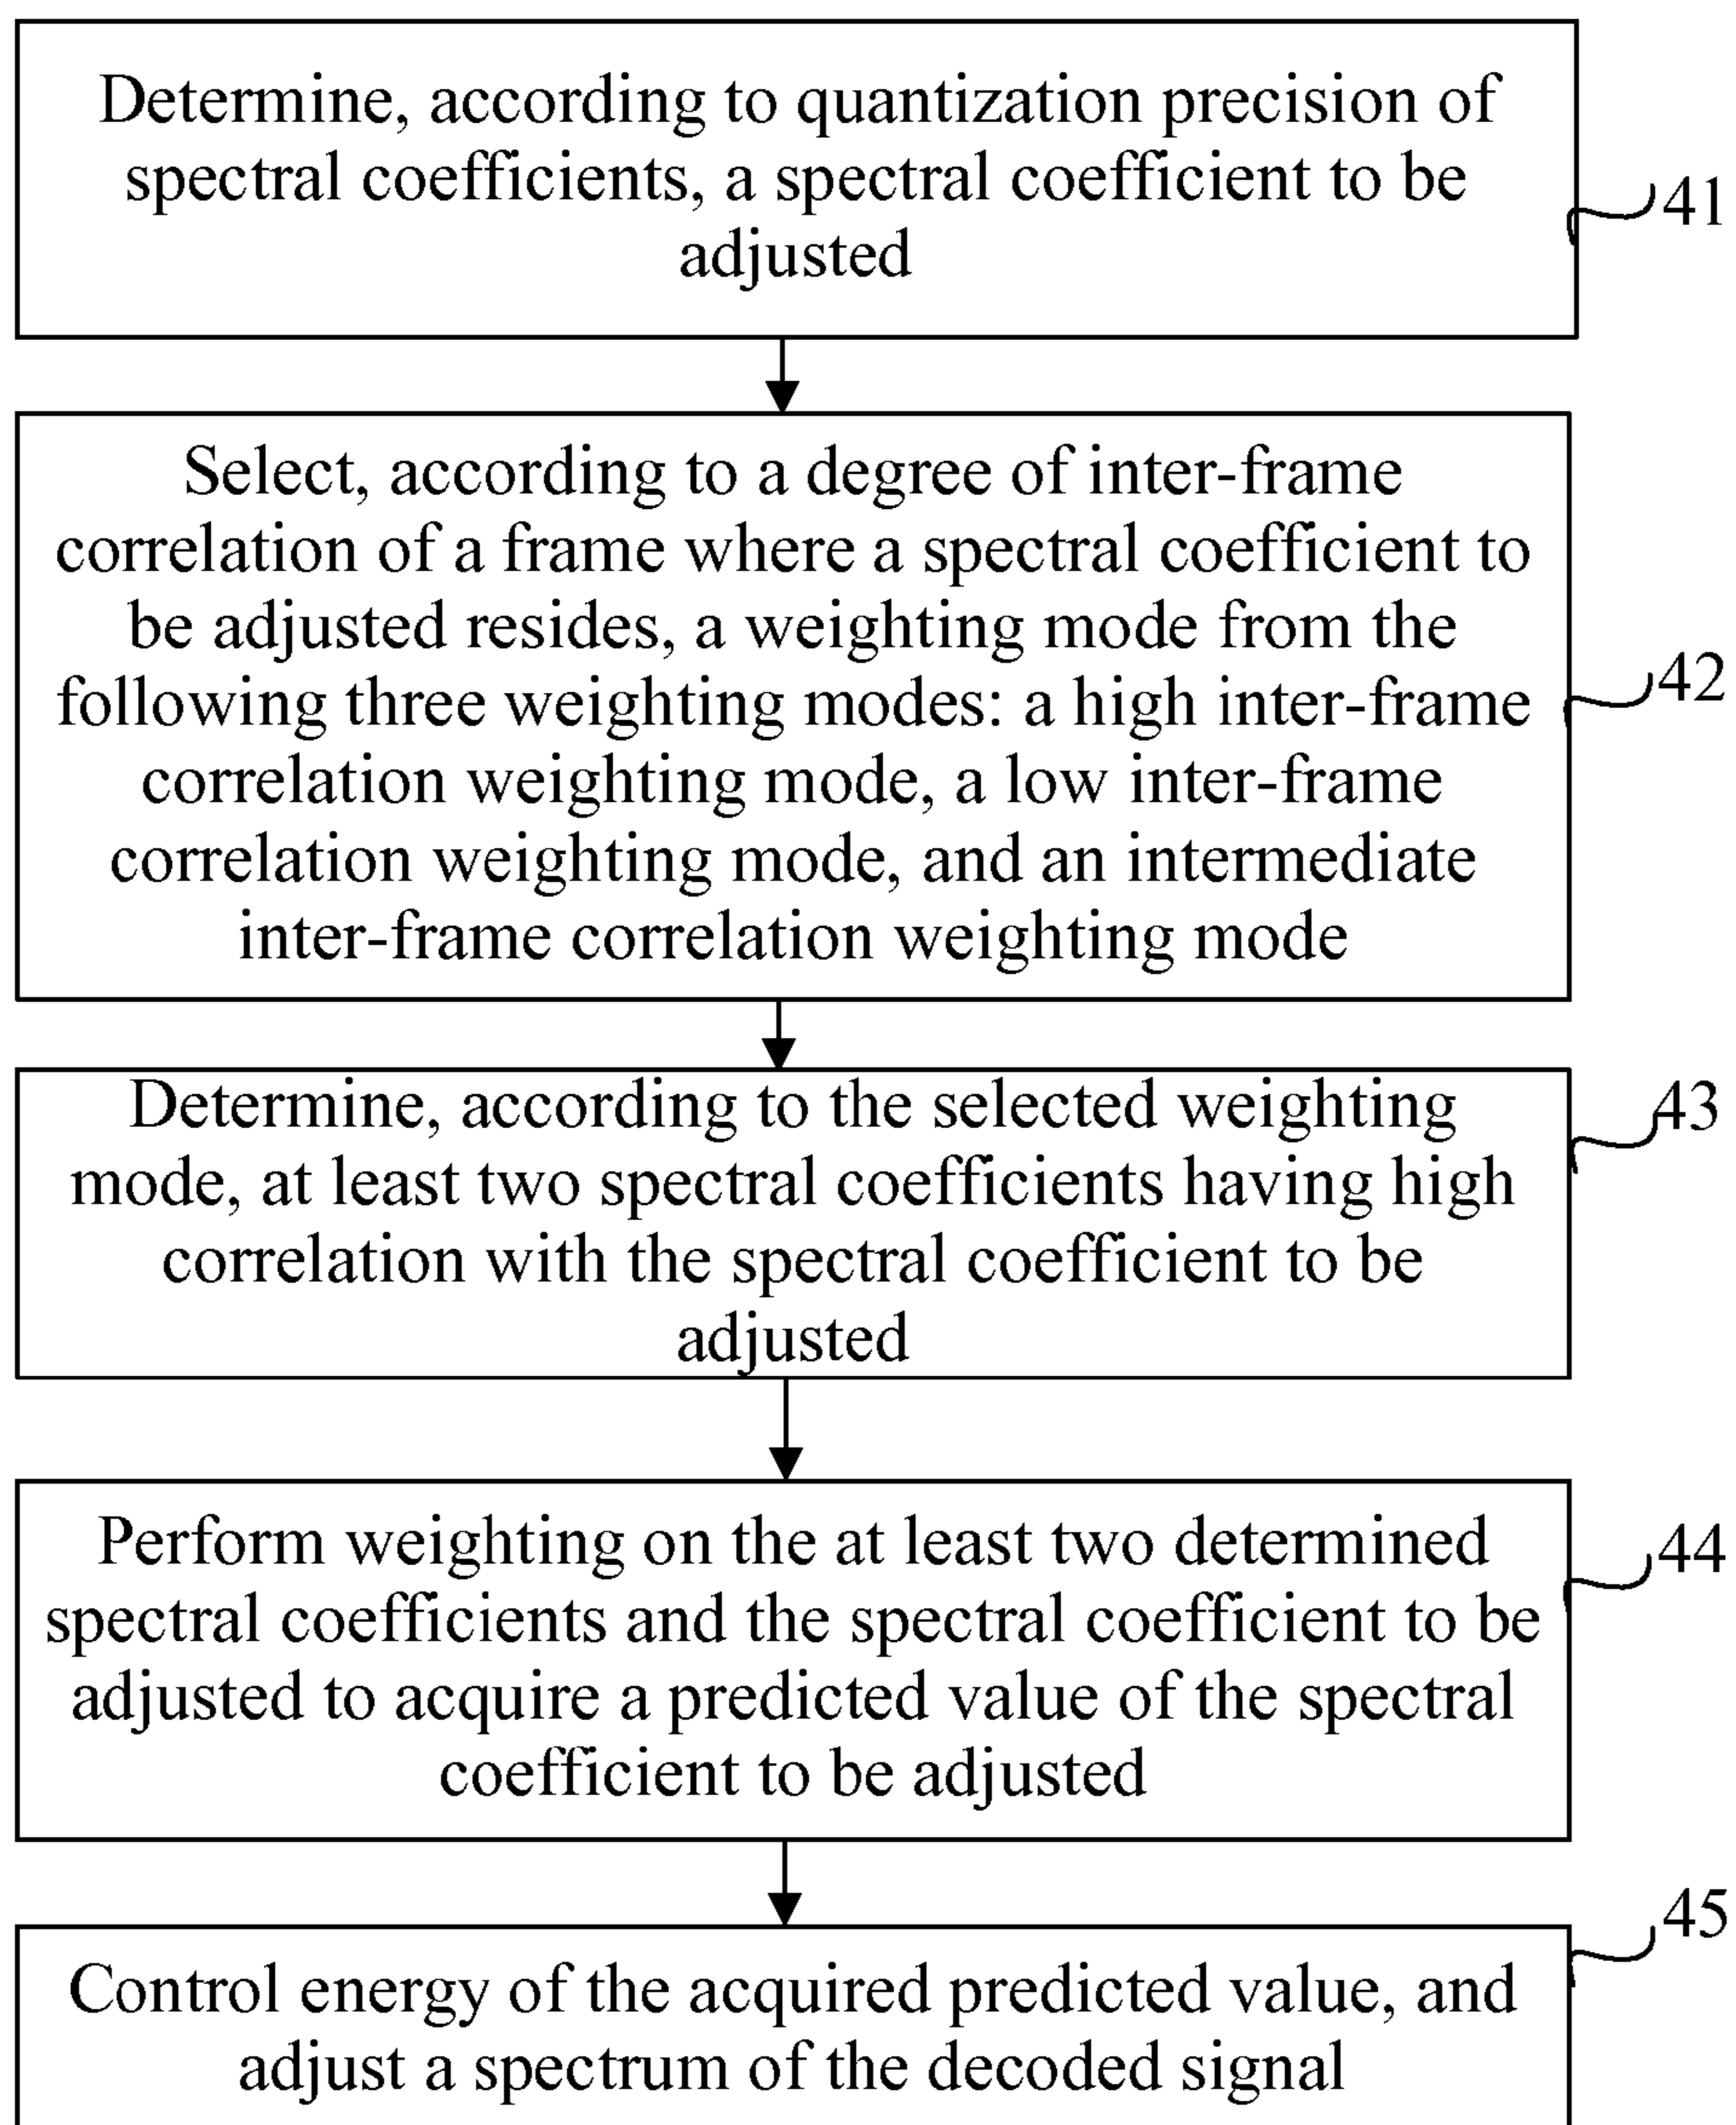 Determine, according to quantization precision of
spectral coefficients, a spectral coefficient to be
adjusted
41
Select, according to a degree of inter-frame
correlation of a frame where a spectral coefficient to
be adjusted resides, a weighting mode from the
following three weighting modes: a high inter-frame
correlation weighting mode, a low inter-frame
correlation weighting mode, and an intermediate
inter-frame correlation weighting mode
42
Determine, according to the selected weighting
mode, at least two spectral coefficients having high
correlation with the spectral coefficient to be
adjusted
43
Perform weighting on the at least two determined
spectral coefficients and the spectral coefficient to be
adjusted to acquire a predicted value of the spectral
coefficient to be adjusted
44
Control energy of the acquired predicted value, and
adjust a spectrum of the decoded signal
45